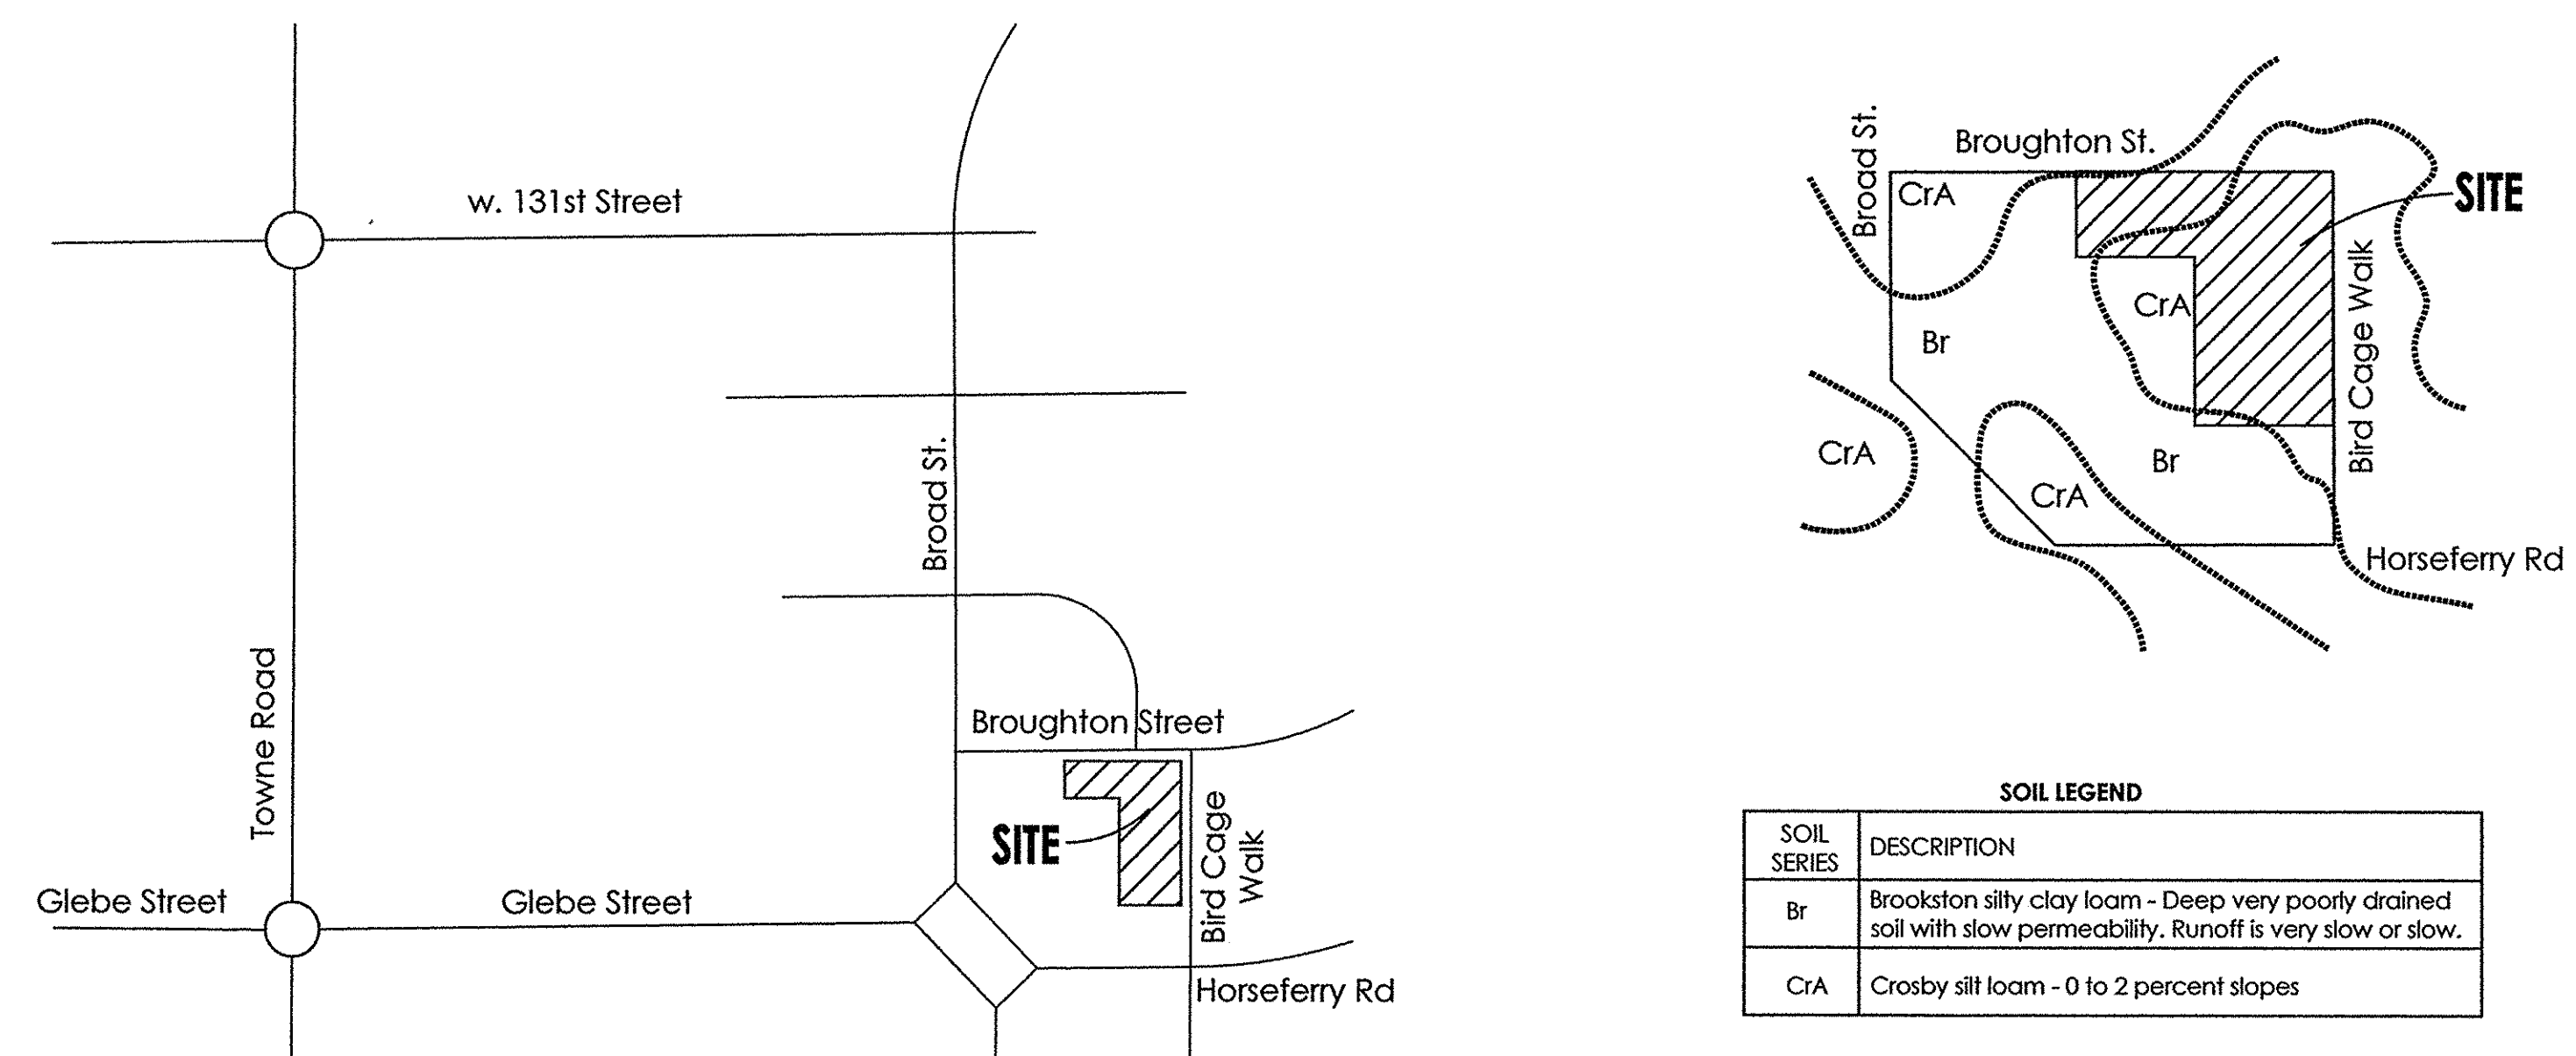 w. 131st Street
Broad St.
Towne Road
Broughton Street
SITE
Bird Cage
Walk
Glebe Street
Glebe Street
Horseferry Rd
Broad St.
Broughton St.
CrA
SITE
CrA
Bird Cage Walk
Br
CrA
Br
CrA
Horseferry Rd
SOIL LEGEND
SOIL
SERIES
DESCRIPTION
Br
Brookston silty clay loam - Deep very poorly drained
soil with slow permeability. Runoff is very slow or slow.
CrA
Crosby silt loam - 0 to 2 percent slopes